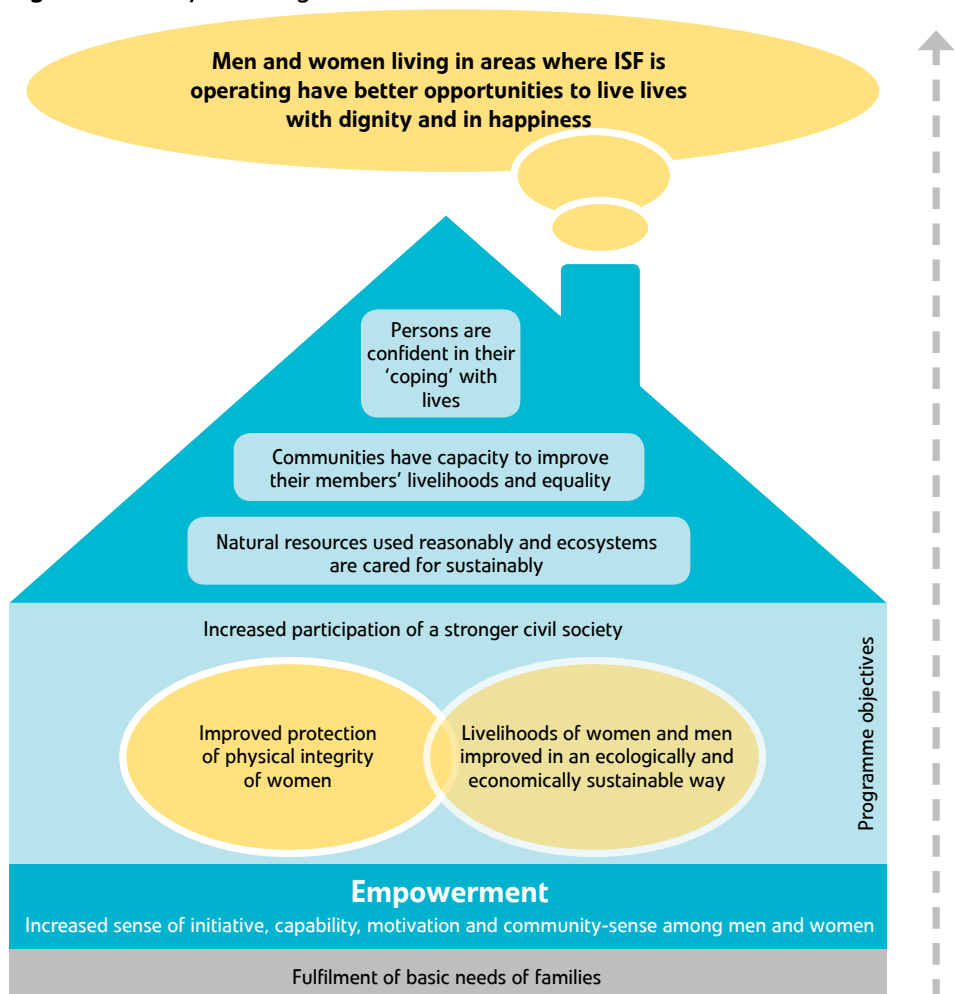 Men and women living in areas where ISF is
operating have better opportunities to live lives
with dignity and in happiness
Persons are
confident in their
‘coping’ with
lives
Communities have capacity to improve
their members’ livelihoods and equality
Natural resources used reasonably and ecosystems
are cared for sustainably
Increased participation of a stronger civil society
Improved protection
of physical integrity
of women
Livelihoods of women and men
improved in an ecologically and
economically sustainable way
Programme objectives
Empowerment
Increased sense of initiative, capability, motivation and community-sense among men and women
Fulfilment of basic needs of families